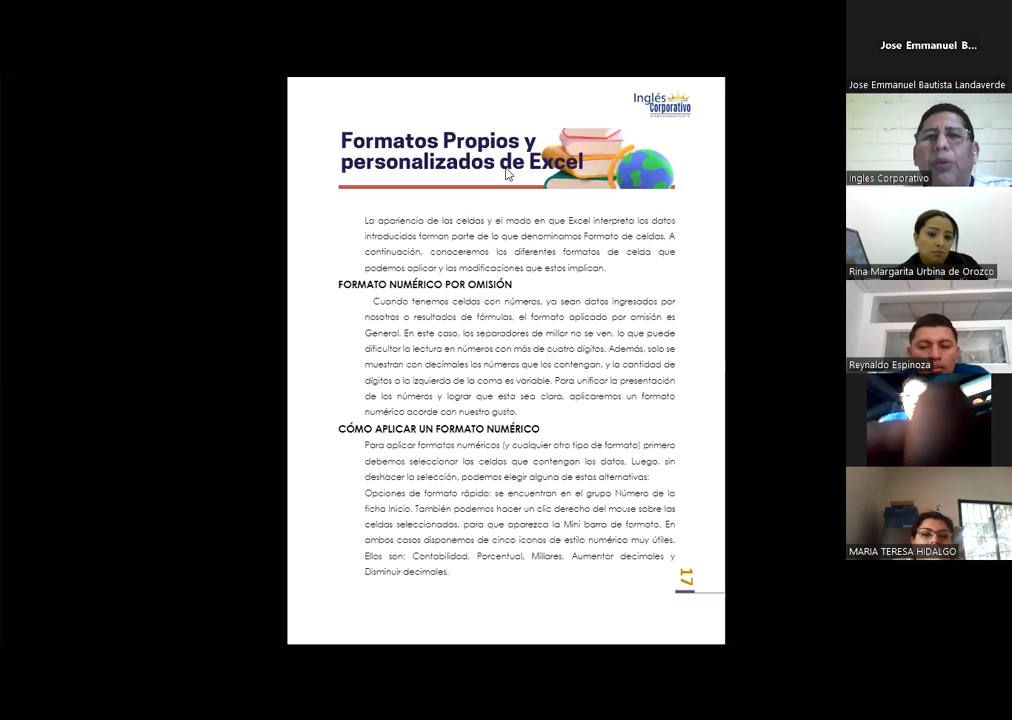 Inglés
Corporativo
Formatos Propios y
personalizados de Excel
La apariencia de las celdas y el modo en que Excel interpreta los datos
introducidos forman parte de lo que denominamos Formato de celdas. A
continuación, conoceremos los diferentes formatos de celda que
podemos aplicar y las modificaciones que estos implican.
FORMATO NUMÉRICO POR OMISIÓN
Cuando tenemos celdas con números, ya sean datos ingresados por
nosotros o resultados de fórmulas, el formato aplicado por omisión es
General. En este caso, los separadores de millar no se ven, lo que puede
dificultar la lectura en números con más de cuatro dígitos. Además, solo se
muestran con decimales los números que los contengan, y la cantidad de
dígitos a la izquierda de la coma es variable. Para unificar la presentación
de los números y lograr que esta sea clara, aplicaremos un formato
numérico acorde con nuestro gusto.
CÓMO APLICAR UN FORMATO NUMÉRICO
Para aplicar formatos numéricos (y cualquier otro tipo de formato) primero
debemos seleccionar las celdas que contengan los datos. Luego, sin
deshacer la selección, podemos elegir alguna de estas alternativas:
Opciones de formato rápido: se encuentran en el grupo Número de la
ficha Inicio. También podemos hacer un clic derecho del mouse sobre las
celdas seleccionadas, para que aparezca la Mini barra de formato. En
ambos casos disponemos de cinco iconos de estilo numérico muy útiles.
Ellos son: Contabilidad, Porcentual, Millares, Aumentar decimales y
Disminuir decimales.
17
Jose Emmanuel B...
Jose Emmanuel Bautista Landaverde
Ingles Corporativo
Rina Margarita Urbina de Orozco
Reynaldo Espinoza
MARIA TERESA HIDALGO